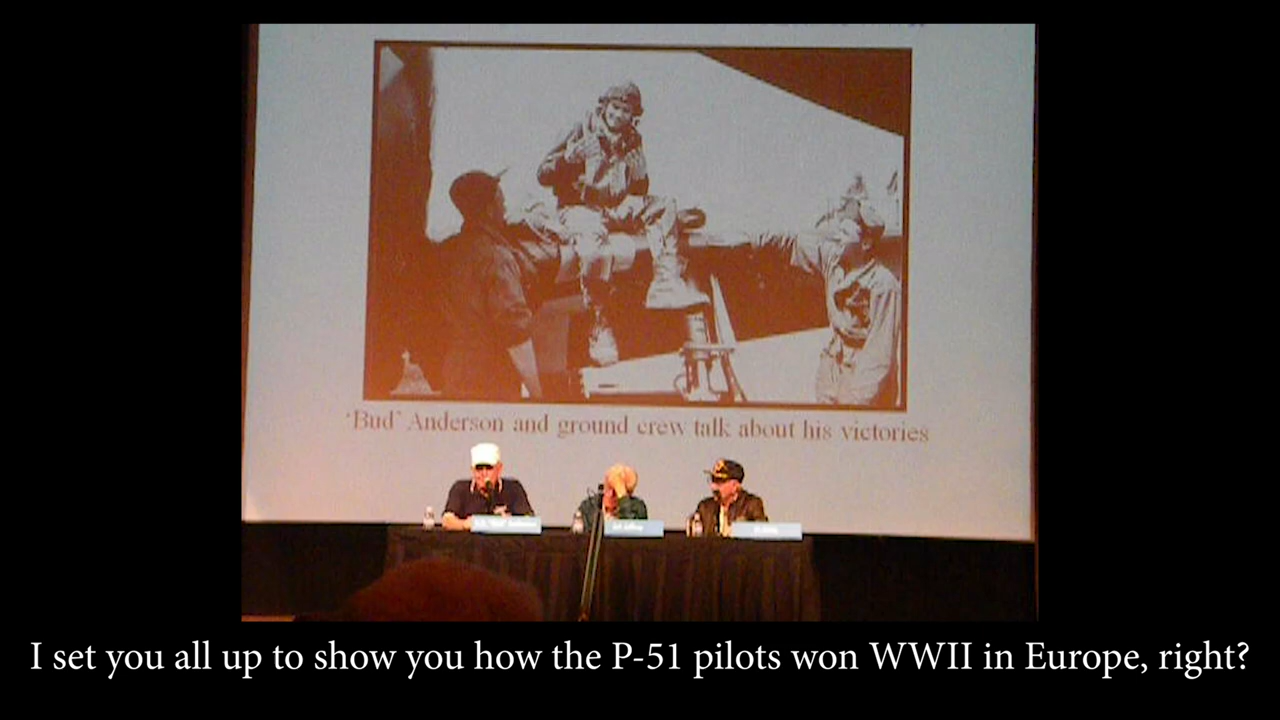 ‘Bud’ Anderson and ground crew talk about his victories
I set you all up to show you how the P-51 pilots won WWII in Europe, right?